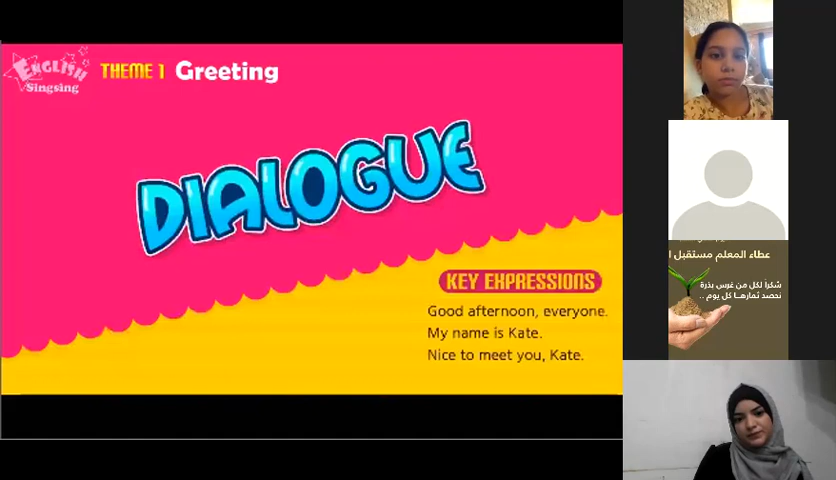 ENGLISH
Singsing
THEME 1 Greeting
DIALOGUE
KEY EXPRESSIONS
Good afternoon, everyone.
My name is Kate.
Nice to meet you, Kate.
عطاء المعلم مستقبل ا
شكراً لكل من غرس بذرة
نحصد ثمارهـا كل يوم ..